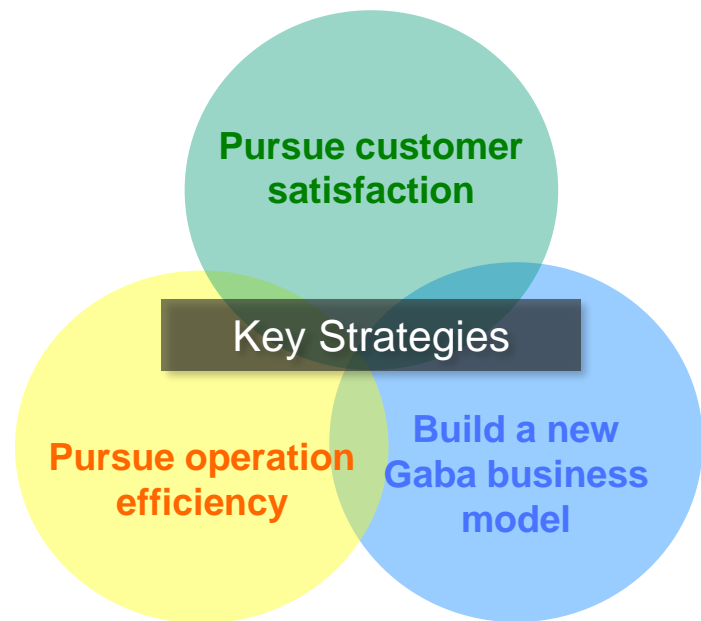 Pursue customer
satisfaction
Key Strategies
Pursue operation
efficiency
Build a new
Gaba business
model